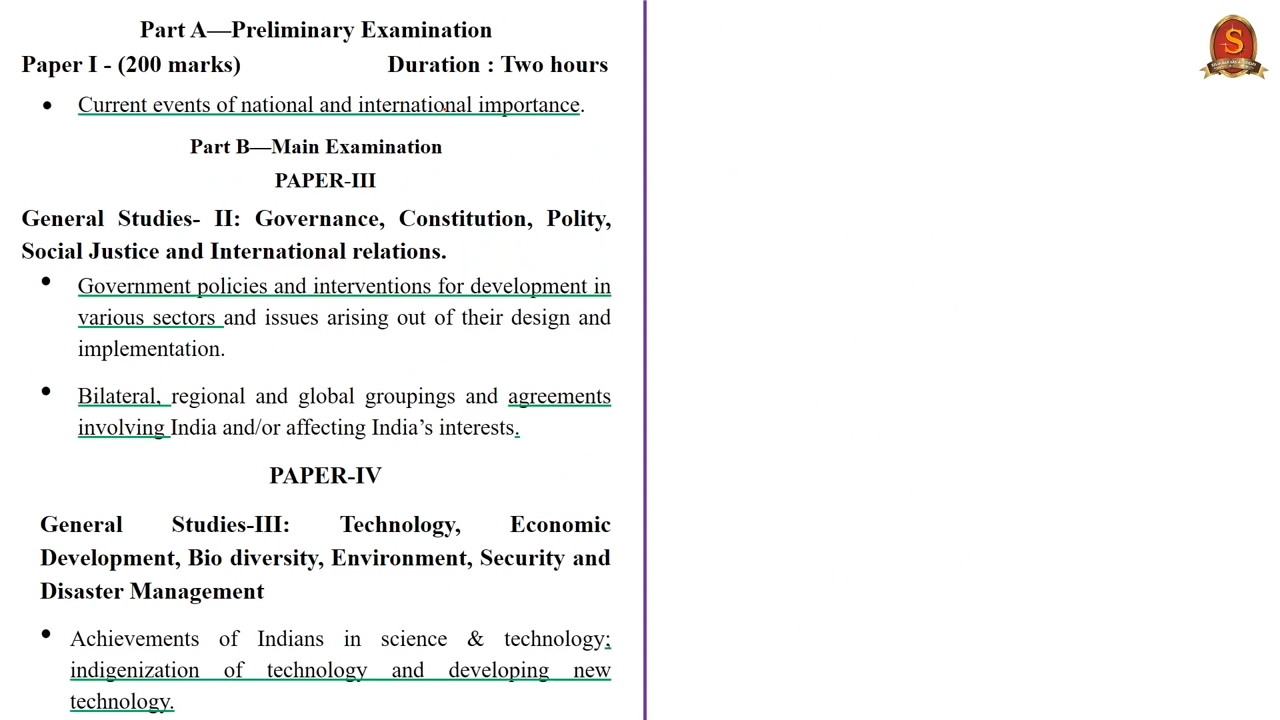 Part A—Preliminary Examination
Paper I - (200 marks) Duration : Two hours
• Current events of national and international importance.
Part B—Main Examination
PAPER-III
General Studies- II: Governance, Constitution, Polity,
Social Justice and International relations.
• Government policies and interventions for development in
various sectors and issues arising out of their design and
implementation.
• Bilateral, regional and global groupings and agreements
involving India and/or affecting India’s interests.
PAPER-IV
General Studies-III: Technology, Economic
Development, Bio diversity, Environment, Security and
Disaster Management
• Achievements of Indians in science & technology;
indigenization of technology and developing new
technology.
S